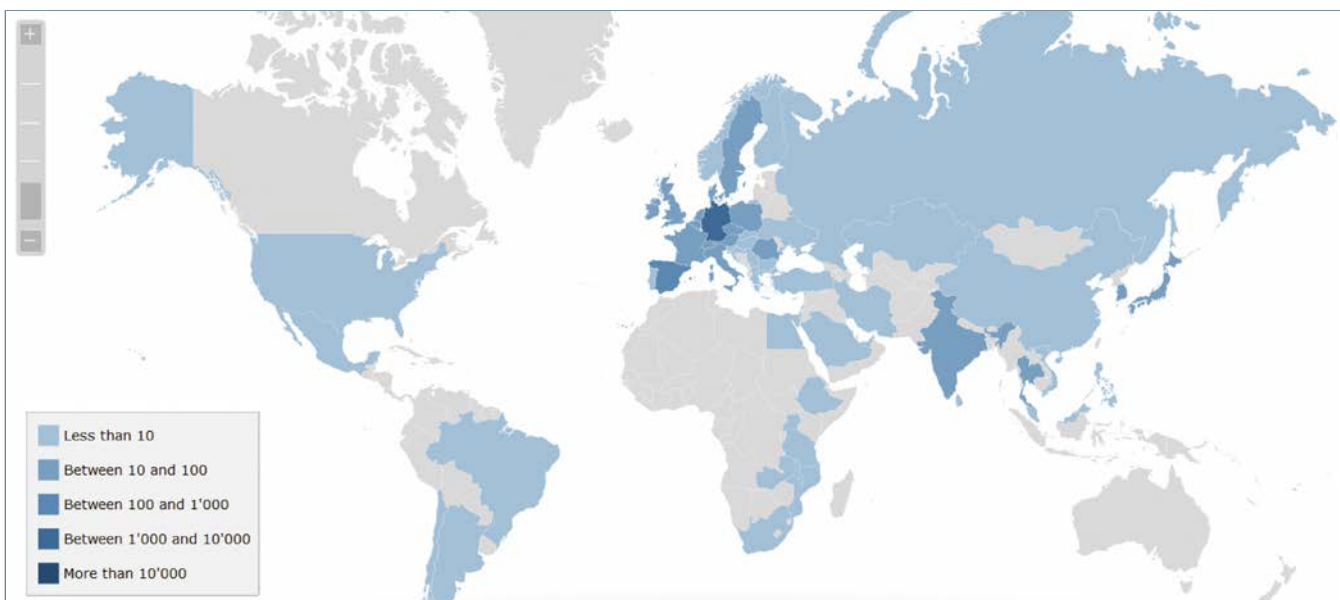 +
−
Less than 10
Between 10 and 100
Between 100 and 1'000
Between 1'000 and 10'000
More than 10'000